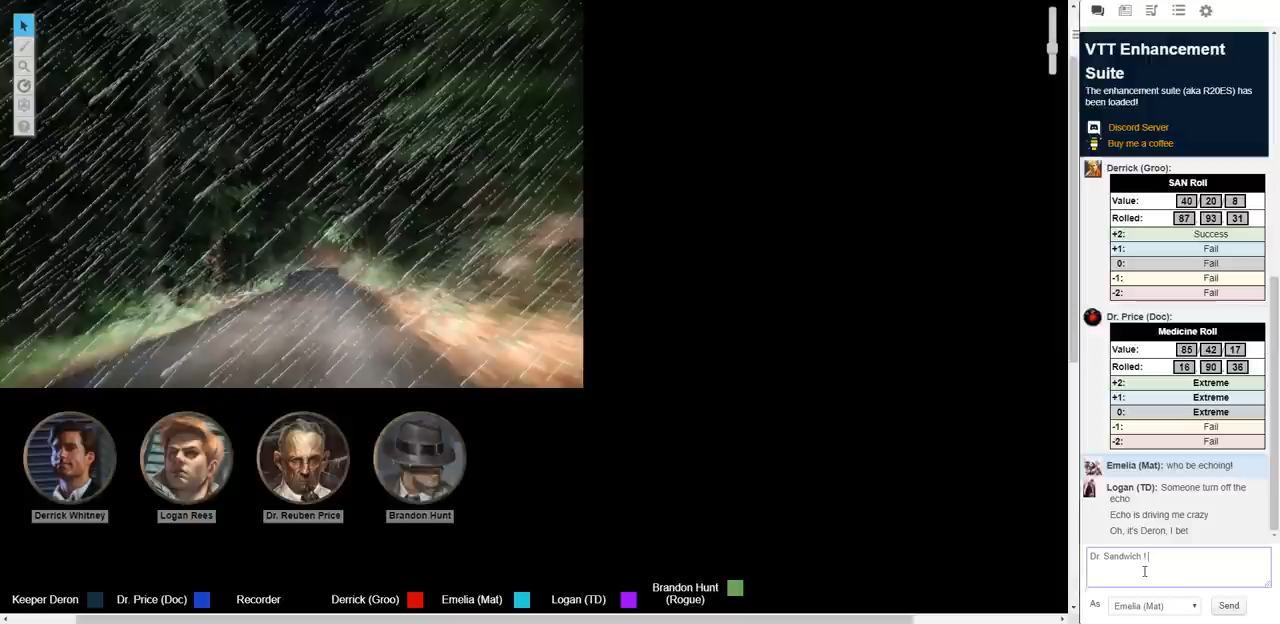 VTT Enhancement
Suite
The enhancement suite (aka R20ES) has
been loaded!
Discord Server
Buy me a coffee
Derrick (Groo):
SAN Roll
Value: 40 20 8
Rolled: 87 93 31
+2: Success
+1: Fail
0: Fail
-1: Fail
-2: Fail
Dr. Price (Doc):
Medicine Roll
Value: 85 42 17
Rolled: 16 90 36
+2: Extreme
+1: Extreme
0: Extreme
-1: Fail
-2: Fail
Emelia (Mat): who be echoing!
Logan (TD): Someone turn off the
echo
Echo is driving me crazy
Oh, it's Deron, I bet
Dr. Sandwich !
As Emelia (Mat) Send
Derrick Whitney Logan Rees Dr. Reuben Price Brandon Hunt
Keeper Deron Dr. Price (Doc) Recorder Derrick (Groo) Emelia (Mat) Logan (TD) Brandon Hunt
(Rogue)